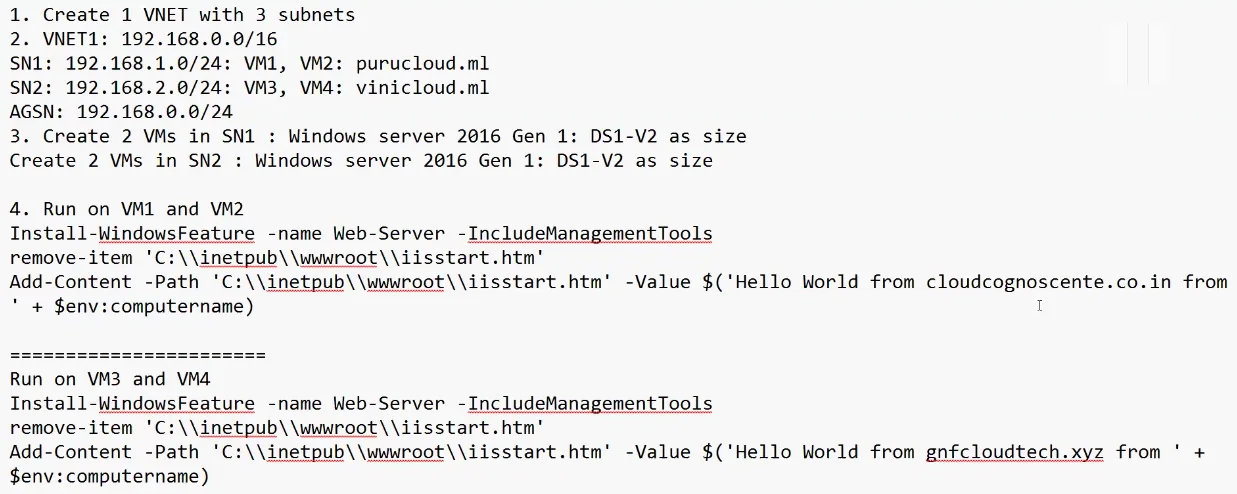 1. Create 1 VNET with 3 subnets
2. VNET1: 192.168.0.0/16
SN1: 192.168.1.0/24: VM1, VM2: purucloud.ml
SN2: 192.168.2.0/24: VM3, VM4: vinicloud.ml
AGSN: 192.168.0.0/24
3. Create 2 VMs in SN1 : Windows server 2016 Gen 1: DS1-V2 as size
Create 2 VMs in SN2 : Windows server 2016 Gen 1: DS1-V2 as size
4. Run on VM1 and VM2
Install-WindowsFeature -name Web-Server -IncludeManagementTools
remove-item 'C:\\inetpub\\wwwroot\\iisstart.htm'
Add-Content -Path 'C:\\inetpub\\wwwroot\\iisstart.htm' -Value $('Hello World from cloudcognoscente.co.in from
' + $env:computername)
=======================
Run on VM3 and VM4
Install-WindowsFeature -name Web-Server -IncludeManagementTools
remove-item 'C:\\inetpub\\wwwroot\\iisstart.htm'
Add-Content -Path 'C:\\inetpub\\wwwroot\\iisstart.htm' -Value $('Hello World from gnfcloudtech.xyz from ' +
$env:computername)